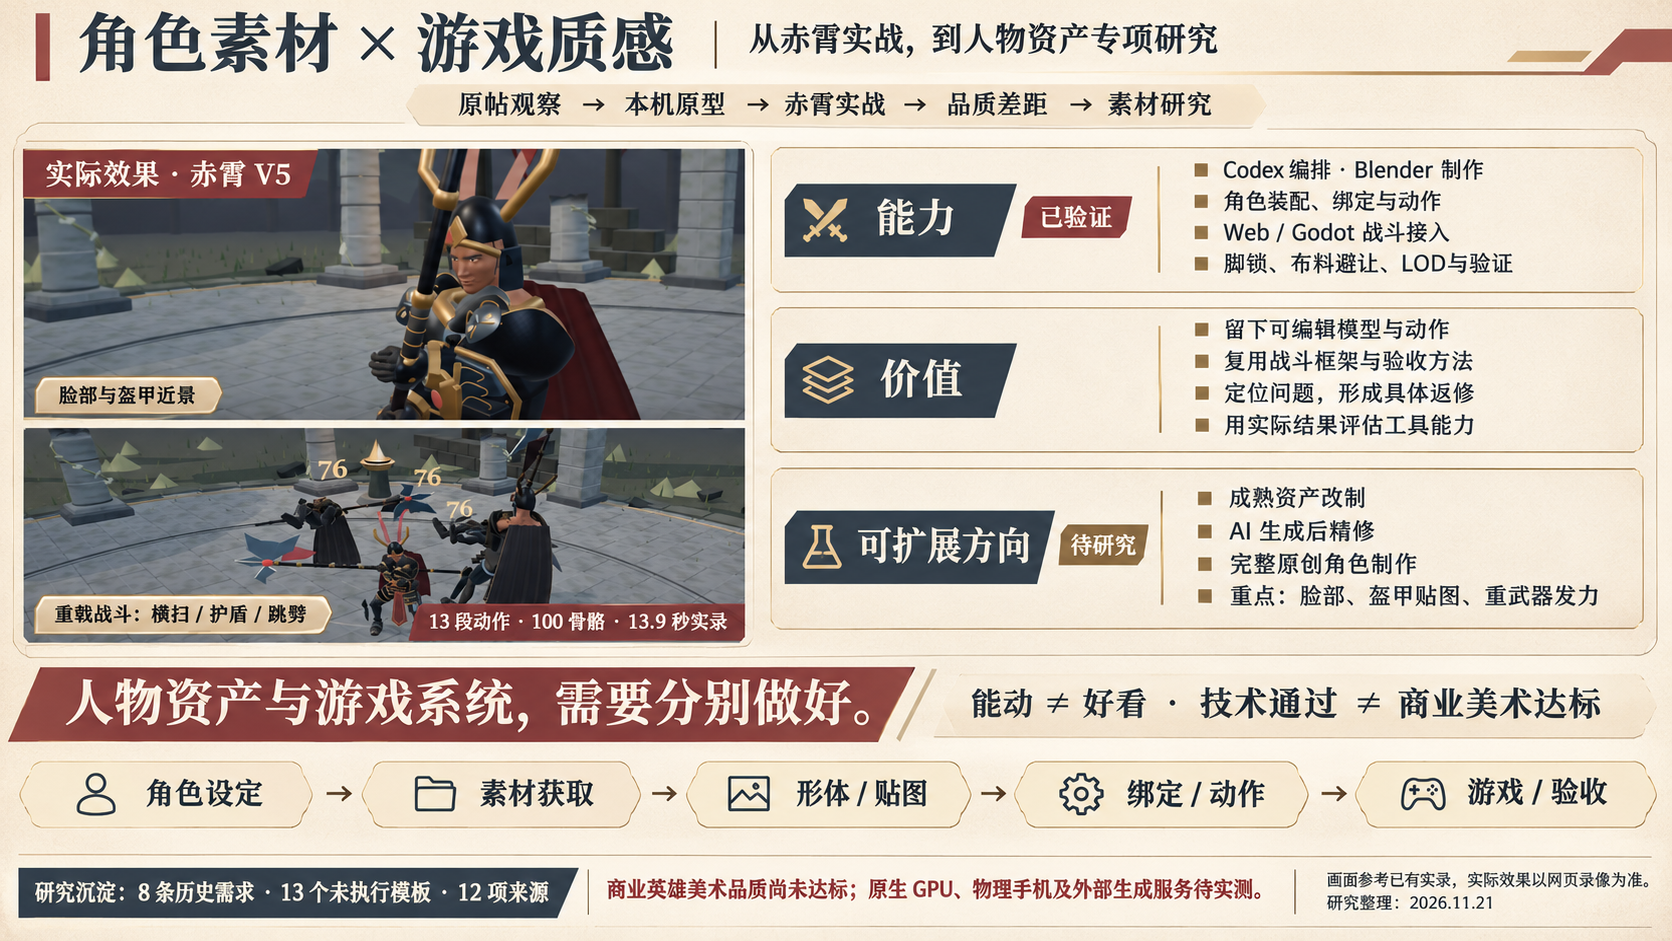 角色素材 × 游戏质感
从赤霄实战，到人物资产专项研究
原帖观察 → 本机原型 → 赤霄实战 → 品质差距 → 素材研究
实际效果 · 赤霄 V5
脸部与盔甲近景
76
76
76
重载战斗：横扫 / 护盾 / 跳劈
13 段动作 · 100 骨骼 · 13.9 秒实录
能力
已验证
Codex 编排 · Blender 制作
角色装配、绑定与动作
Web / Godot 战斗接入
脚锁、布料避让、LOD与验证
价值
留下可编辑模型与动作
复用战斗框架与验收方法
定位问题，形成具体返修
用实际结果评估工具能力
可扩展方向
待研究
成熟资产改制
AI 生成后精修
完整原创角色制作
重点：脸部、盔甲贴图、重武器发力
人物资产与游戏系统，需要分别做好。
能动 ≠ 好看 · 技术通过 ≠ 商业美术达标
角色设定 → 素材获取 → 形体 / 贴图 → 绑定 / 动作 → 游戏 / 验收
研究沉淀：8 条历史需求 · 13 个未执行模板 · 12 项来源
商业英雄美术品质尚未达标；原生 GPU、物理手机及外部生成服务待实测。
画面参考已有实录，实际效果以网页录像为准。
研究整理：2026.11.21